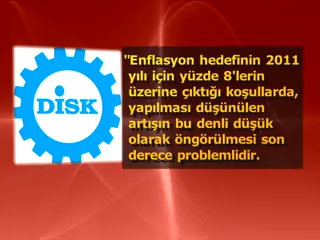 DİSK
"Enflasyon hedefinin 2011
yılı için yüzde 8'lerin
üzerine çıktığı koşullarda,
yapılması düşünülen
artışın bu denli düşük
olarak öngörülmesi son
derece problemlidir.